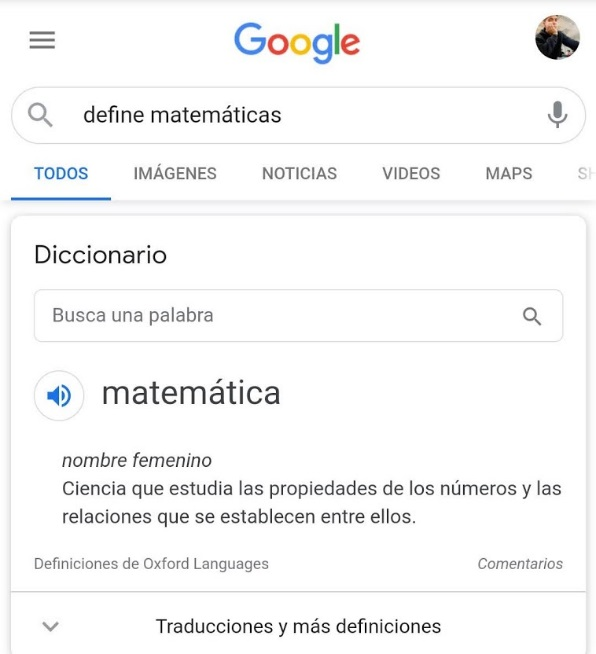 Google
define matemáticas
TODOS IMÁGENES NOTICIAS VIDEOS MAPS
Diccionario
Busca una palabra
matemática
nombre femenino
Ciencia que estudia las propiedades de los números y las
relaciones que se establecen entre ellos.
Definiciones de Oxford Languages Comentarios
Traducciones y más definiciones